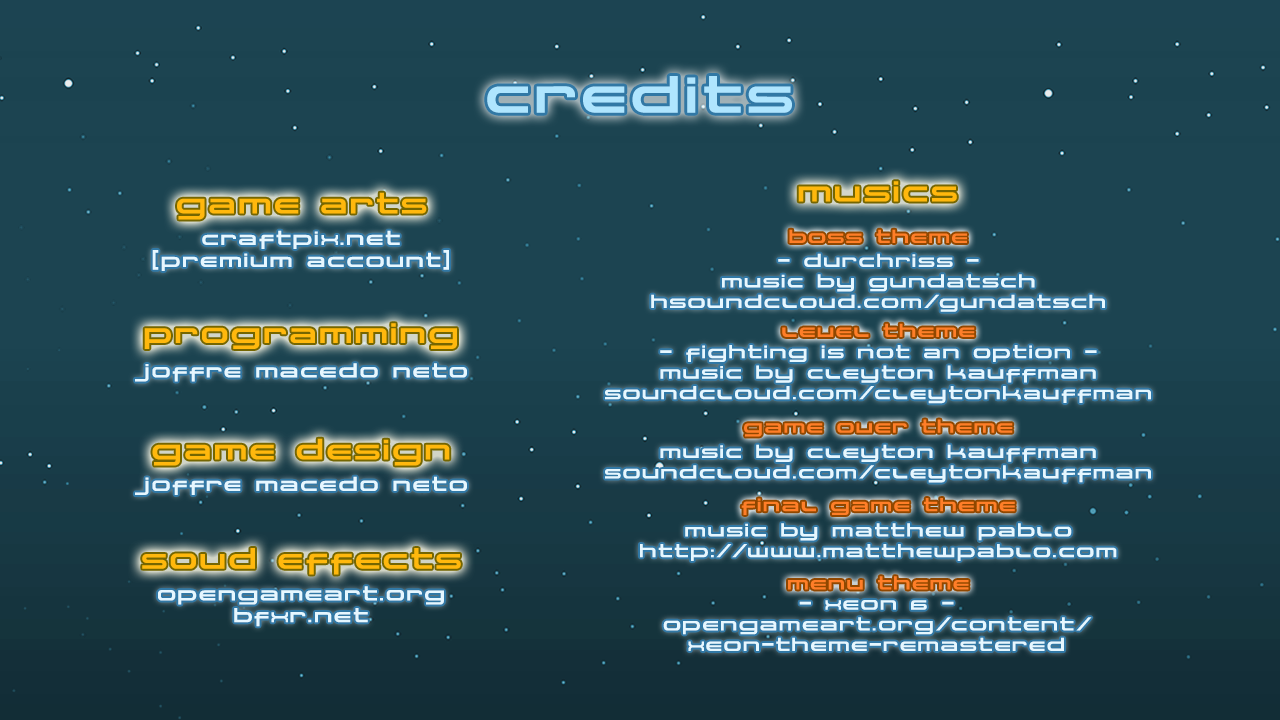 credits
game arts
craftpix.net
[premium account]
programming
joffre macedo neto
game design
joffre macedo neto
soud effects
opengameart.org
bfxr.net
musics
boss theme
- durchriss -
music by gundatsch
hsoundcloud.com/gundatsch
level theme
- fighting is not an option -
music by cleyton kauffman
soundcloud.com/cleytonkauffman
game over theme
music by cleyton kauffman
soundcloud.com/cleytonkauffman
final game theme
music by matthew pablo
http://www.matthewpablo.com
menu theme
- xeon 6 -
opengameart.org/content/
xeon-theme-remastered